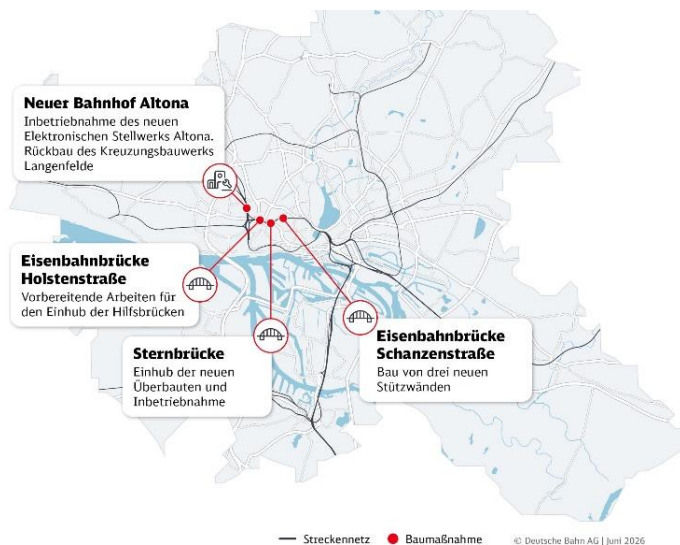 Neuer Bahnhof Altona
Inbetriebnahme des neuen
Elektronischen Stellwerks Altona.
Rückbau des Kreuzungsbauwerks
Langenfelde
Eisenbahnbrücke
Holstenstraße
Vorbereitende Arbeiten für
den Einhub der Hilfsbrücken
Sternbrücke
Einhub der neuen
Überbauten und
Inbetriebnahme
Eisenbahnbrücke
Schanzenstraße
Bau von drei neuen
Stützwänden
Streckennetz
Baumaßnahme
© Deutsche Bahn AG | Juni 2026